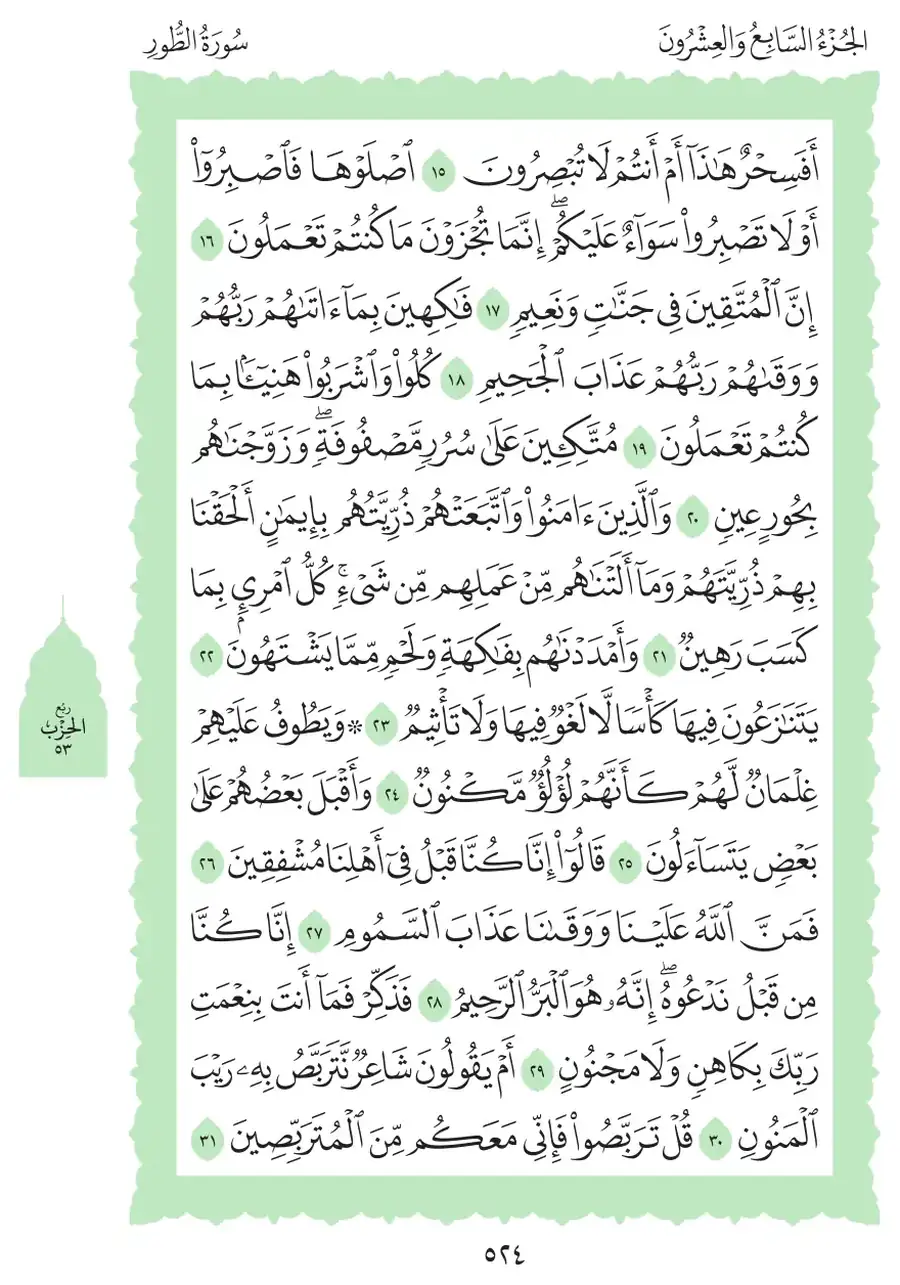 الجُزْءُ السَّابِعُ وَالعِشْرُونَ
سُورَةُ الطُّورِ
أَفَسِحْرٌ هَٰذَآ أَمْ أَنتُمْ لَا تُبْصِرُونَ ١٥ ٱصْلَوْهَا فَٱصْبِرُوٓا۟
أَوْ لَا تَصْبِرُوا۟ سَوَآءٌ عَلَيْكُمْ ۖ إِنَّمَا تُجْزَوْنَ مَا كُنتُمْ تَعْمَلُونَ ١٦
إِنَّ ٱلْمُتَّقِينَ فِى جَنَّٰتٍ وَنَعِيمٍ ١٧ فَٰكِهِينَ بِمَآ ءَاتَىٰهُمْ رَبُّهُمْ
وَوَقَىٰهُمْ رَبُّهُمْ عَذَابَ ٱلْجَحِيمِ ١٨ كُلُوا۟ وَٱشْرَبُوا۟ هَنِيٓـًٔۢا بِمَا
كُنتُمْ تَعْمَلُونَ ١٩ مُتَّكِـِٔينَ عَلَىٰ سُرُرٍ مَّصْفُوفَةٍ ۖ وَزَوَّجْنَٰهُم
بِحُورٍ عِينٍ ٢٠ وَٱلَّذِينَ ءَامَنُوا۟ وَٱتَّبَعَتْهُمْ ذُرِّيَّتُهُم بِإِيمَٰنٍ أَلْحَقْنَا
بِهِمْ ذُرِّيَّتَهُمْ وَمَآ أَلَتْنَٰهُم مِّنْ عَمَلِهِم مِّن شَىْءٍ ۚ كُلُّ ٱمْرِئٍۭ بِمَا
كَسَبَ رَهِينٌ ٢١ وَأَمْدَدْنَٰهُم بِفَٰكِهَةٍ وَلَحْمٍ مِّمَّا يَشْتَهُونَ ٢٢
يَتَنَٰزَعُونَ فِيهَا كَأْسًا لَّا لَغْوٌ فِيهَا وَلَا تَأْثِيمٌ ٢٣ * وَيَطُوفُ عَلَيْهِمْ
غِلْمَانٌ لَّهُمْ كَأَنَّهُمْ لُؤْلُؤٌ مَّكْنُونٌ ٢٤ وَأَقْبَلَ بَعْضُهُمْ عَلَىٰ
بَعْضٍ يَتَسَآءَلُونَ ٢٥ قَالُوٓا۟ إِنَّا كُنَّا قَبْلُ فِىٓ أَهْلِنَا مُشْفِقِينَ ٢٦
فَمَنَّ ٱللَّهُ عَلَيْنَا وَوَقَىٰنَا عَذَابَ ٱلسَّمُومِ ٢٧ إِنَّا كُنَّا
مِن قَبْلُ نَدْعُوهُ ۖ إِنَّهُۥ هُوَ ٱلْبَرُّ ٱلرَّحِيمُ ٢٨ فَذَكِّرْ فَمَآ أَنتَ بِنِعْمَتِ
رَبِّكَ بِكَاهِنٍ وَلَا مَجْنُونٍ ٢٩ أَمْ يَقُولُونَ شَاعِرٌ نَّتَرَبَّصُ بِهِۦ رَيْبَ
ٱلْمَنُونِ ٣٠ قُلْ تَرَبَّصُوا۟ فَإِنِّى مَعَكُم مِّنَ ٱلْمُتَرَبِّصِينَ ٣١
ربع
الحِزْب
٥٣
٥٢٤